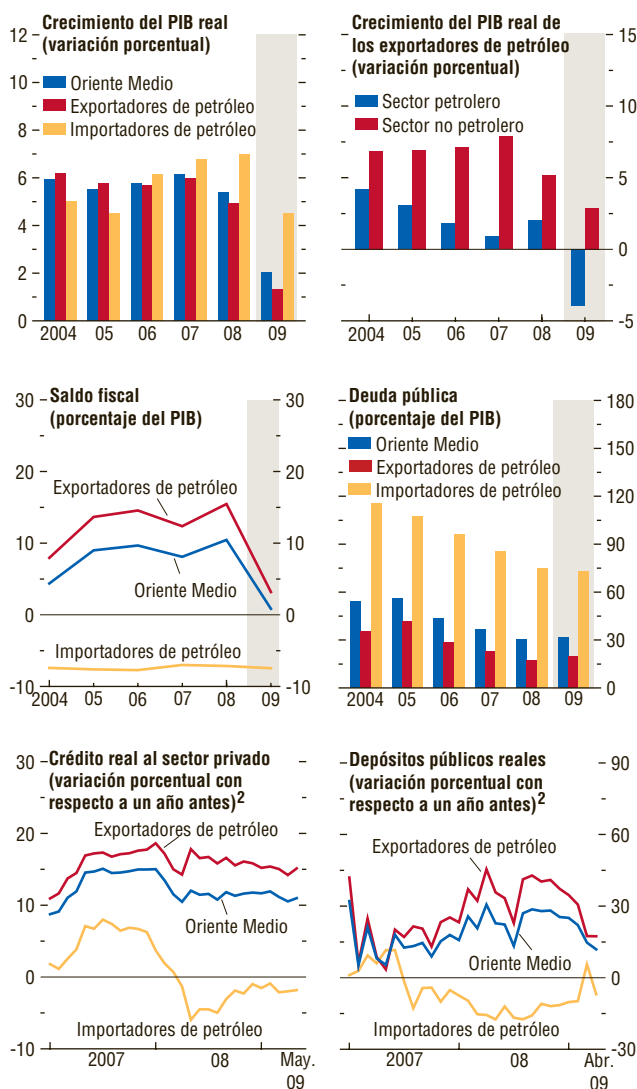 Crecimiento del PIB real
(variación porcentual)
12
10
8
6
4
2
0
Oriente Medio
Exportadores de petróleo
Importadores de petróleo
2004 05 06 07 08 09
Crecimiento del PIB real de
los exportadores de petróleo
(variación porcentual)
15
10
5
0
-5
Sector petrolero
Sector no petrolero
2004 05 06 07 08 09
Saldo fiscal
(porcentaje del PIB)
30 30
20 20
10 10
0 0
-10 -10
Exportadores de petróleo
Oriente Medio
Importadores de petróleo
2004 05 06 07 08 09
Deuda pública
(porcentaje del PIB)
180
150
120
90
60
30
0
Oriente Medio
Exportadores de petróleo
Importadores de petróleo
2004 05 06 07 08 09
Crédito real al sector privado
(variación porcentual con
respecto a un año antes)2
30
20
10
0
-10
Exportadores de petróleo
Oriente Medio
Importadores de petróleo
2007 08 May.
09
Depósitos públicos reales
(variación porcentual con
respecto a un año antes)2
90
60
30
0
-30
Exportadores de petróleo
Oriente Medio
Importadores de petróleo
2007 08 Abr.
09